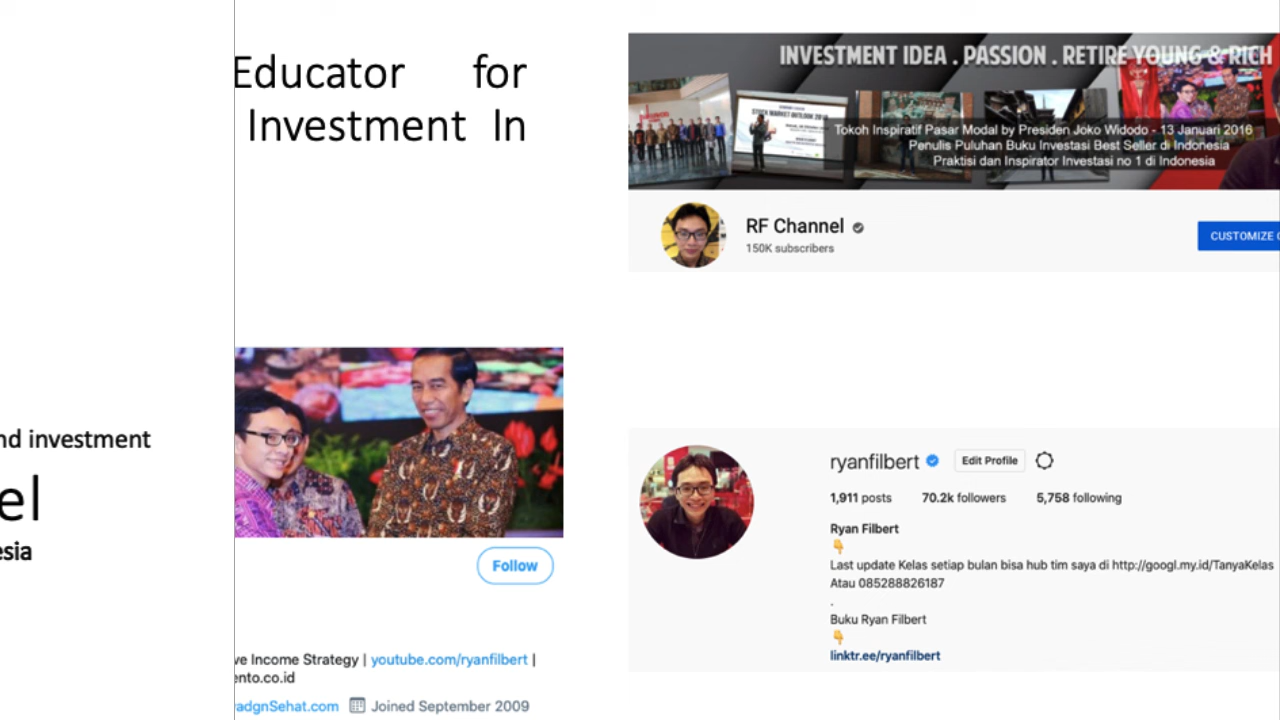 Educator for
Investment In
nd investment
el
esia
Follow
ve Income Strategy | youtube.com/ryanfilbert |
ento.co.id
radgnSehat.com Joined September 2009
INVESTMENT IDEA . PASSION . RETIRE YOUNG & RICH
STOCK MARKET OUTLOOK
Tokoh Inspiratif Pasar Modal by Presiden Joko Widodo - 13 Januari 2016
Penulis Puluhan Buku Investasi Best Seller di Indonesia
Praktisi dan Inspirator Investasi no 1 di Indonesia
RF Channel
150K subscribers
CUSTOMIZE
ryanfilbert Edit Profile
1,911 posts 70.2k followers 5,758 following
Ryan Filbert
👇
Last update Kelas setiap bulan bisa hub tim saya di http://googl.my.id/TanyaKelas
Atau 085288826187
.
Buku Ryan Filbert
👇
linktr.ee/ryanfilbert